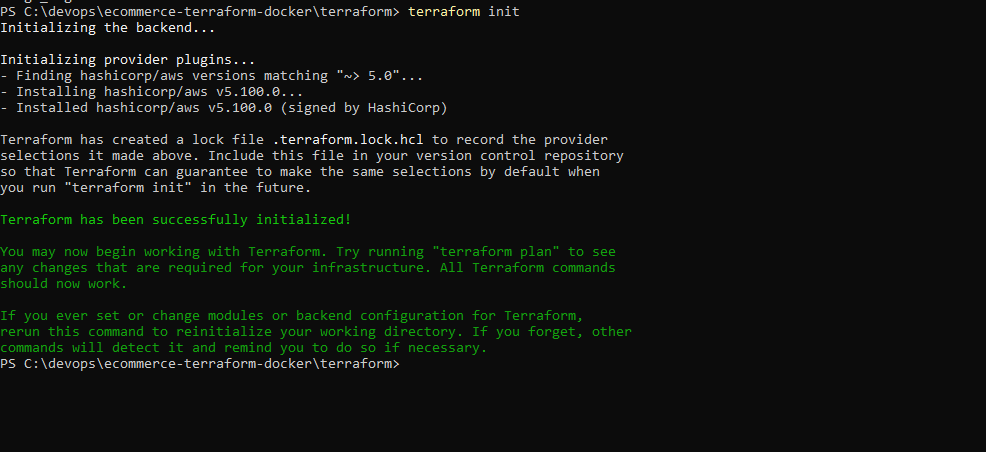 PS C:\devops\ecommerce-terraform-docker\terraform> terraform init
Initializing the backend...
Initializing provider plugins...
- Finding hashicorp/aws versions matching "~> 5.0"...
- Installing hashicorp/aws v5.100.0...
- Installed hashicorp/aws v5.100.0 (signed by HashiCorp)
Terraform has created a lock file .terraform.lock.hcl to record the provider
selections it made above. Include this file in your version control repository
so that Terraform can guarantee to make the same selections by default when
you run "terraform init" in the future.
Terraform has been successfully initialized!
You may now begin working with Terraform. Try running "terraform plan" to see
any changes that are required for your infrastructure. All Terraform commands
should now work.
If you ever set or change modules or backend configuration for Terraform,
rerun this command to reinitialize your working directory. If you forget, other
commands will detect it and remind you to do so if necessary.
PS C:\devops\ecommerce-terraform-docker\terraform>